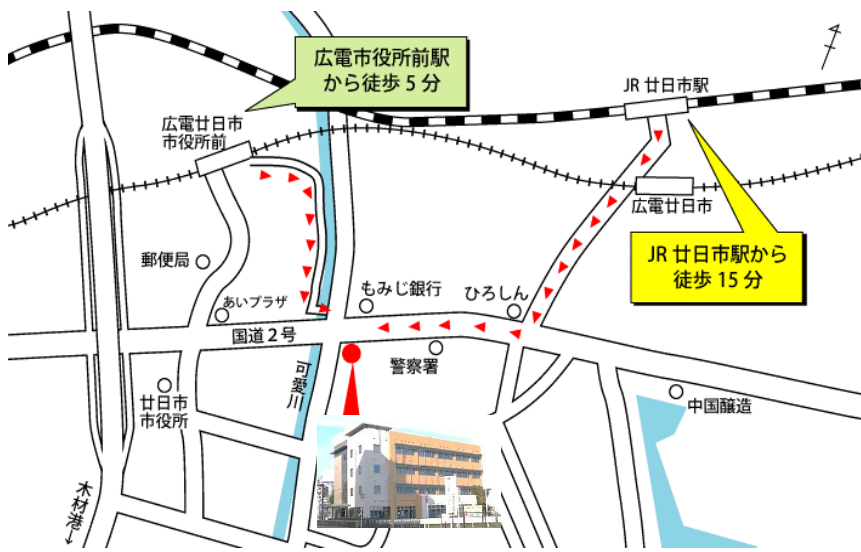 広電市役所前駅
から徒歩5分
JR 廿日市駅
広電廿日市
市役所前
広電廿日市
JR 廿日市駅から
徒歩 15 分
郵便局
もみじ銀行
ひろしん
あいプラザ
国道2号
警察署
可愛川
廿日市
市役所
中国醸造
木材港→
4